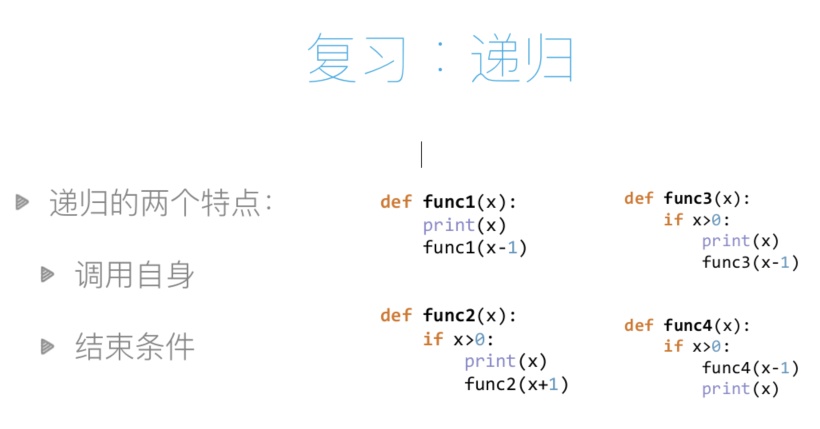 复习：递归
递归的两个特点：
调用自身
结束条件
def func1(x):
    print(x)
    func1(x-1)
def func2(x):
    if x>0:
        print(x)
        func2(x+1)
def func3(x):
    if x>0:
        print(x)
        func3(x-1)
def func4(x):
    if x>0:
        func4(x-1)
        print(x)